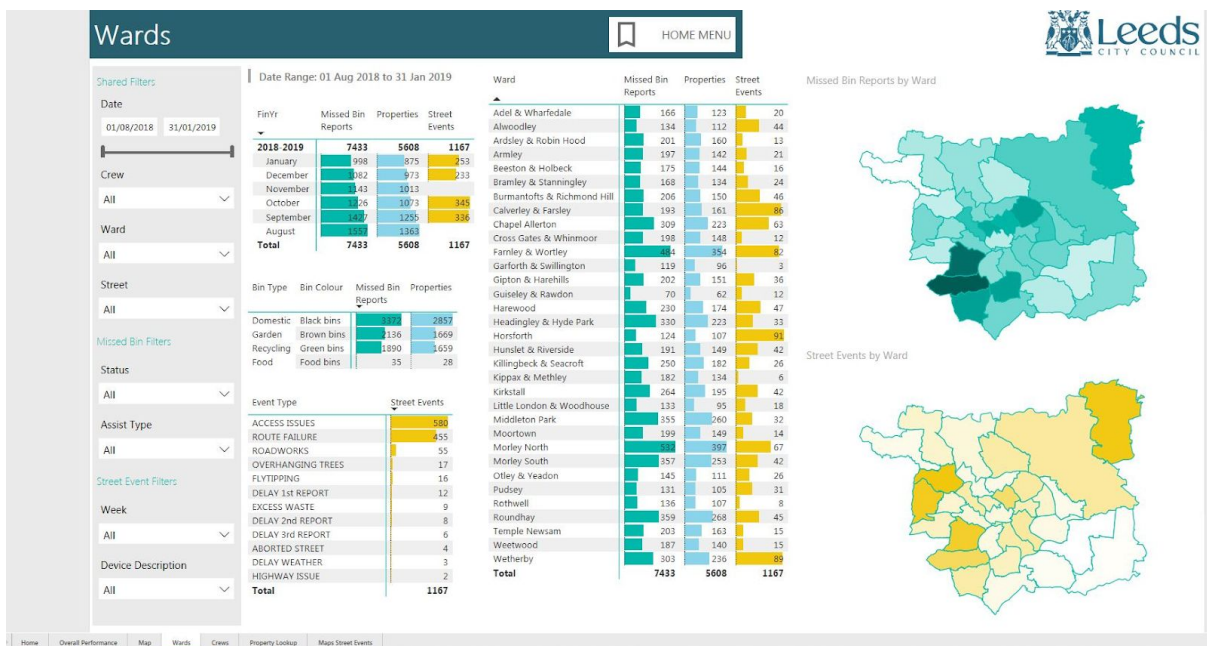 Wards
HOME MENU
Leeds
CITY COUNCIL
Shared Filters
Date
01/08/2018 31/01/2019
Crew
All
Ward
All
Street
All
Missed Bin Filters
Status
All
Assist Type
All
Street Event Filters
Week
All
Device Description
All
Date Range: 01 Aug 2018 to 31 Jan 2019
FinYr Missed Bin Properties Street
Reports Events
2018-2019 7433 5608 1167
January 998 875 253
December 1082 973 233
November 1143 1013
October 1226 1073 345
September 1427 1255 336
August 1557 1363
Total 7433 5608 1167
Bin Type Bin Colour Missed Bin Properties
Reports
Domestic Black bins 3372 2857
Garden Brown bins 2136 1669
Recycling Green bins 1890 1659
Food Food bins 35 28
Event Type Street Events
ACCESS ISSUES 580
ROUTE FAILURE 455
ROADWORKS 55
OVERHANGING TREES 17
FLYTIPPING 16
DELAY 1st REPORT 12
EXCESS WASTE 9
DELAY 2nd REPORT 8
DELAY 3rd REPORT 6
ABORTED STREET 4
DELAY WEATHER 3
HIGHWAY ISSUE 2
Total 1167
Ward Missed Bin Properties Street
Reports Events
Adel & Wharfedale 166 123 20
Alwoodley 134 112 44
Ardsley & Robin Hood 201 160 13
Armley 197 142 21
Beeston & Holbeck 175 144 16
Bramley & Stanningley 168 134 24
Burmantofts & Richmond Hill 206 150 46
Calverley & Farsley 193 161 86
Chapel Allerton 309 223 63
Cross Gates & Whinmoor 198 148 12
Farnley & Wortley 484 354 82
Garforth & Swillington 119 96 3
Gipton & Harehills 202 151 36
Guiseley & Rawdon 70 62 12
Harewood 230 174 47
Headingley & Hyde Park 330 223 33
Horsforth 124 107 91
Hunslet & Riverside 191 149 42
Killingbeck & Seacroft 250 182 26
Kippax & Methley 182 134 6
Kirkstall 264 195 42
Little London & Woodhouse 133 95 18
Middleton Park 355 260 32
Moortown 199 149 14
Morley North 532 397 67
Morley South 357 253 42
Otley & Yeadon 145 111 26
Pudsey 131 105 31
Rothwell 136 107 8
Roundhay 359 268 45
Temple Newsam 203 163 15
Weetwood 187 140 15
Wetherby 303 236 89
Total 7433 5608 1167
Missed Bin Reports by Ward
Street Events by Ward
Home Overall Performance Map Wards Crews Property Lookup Maps Street Events